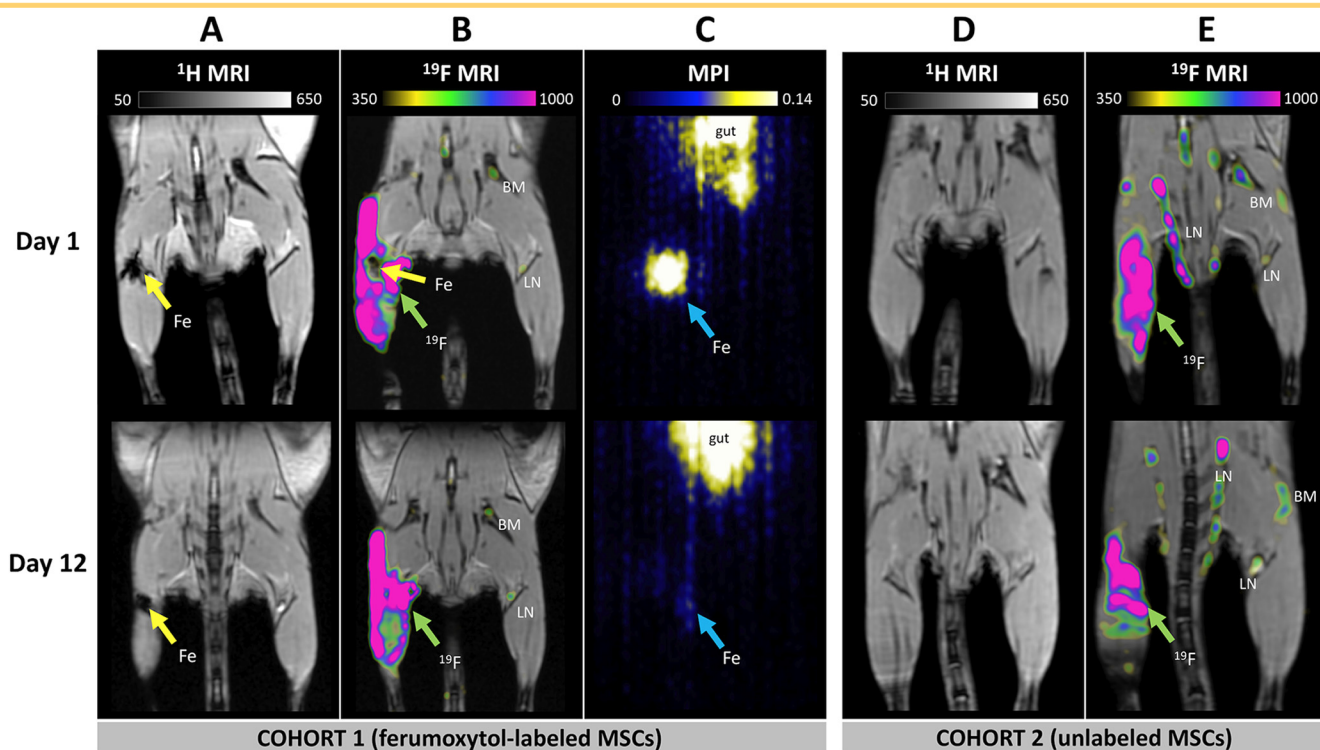 A B C D E
¹H MRI ¹⁹F MRI MPI ¹H MRI ¹⁹F MRI
50 650 350 1000 0 0.14 50 650 350 1000
Day 1
Fe
BM
LN
Fe
¹⁹F
gut
Fe
BM
LN
LN
¹⁹F
Day 12
Fe
BM
LN
¹⁹F
gut
Fe
LN
BM
LN
¹⁹F
COHORT 1 (ferumoxytol-labeled MSCs) COHORT 2 (unlabeled MSCs)